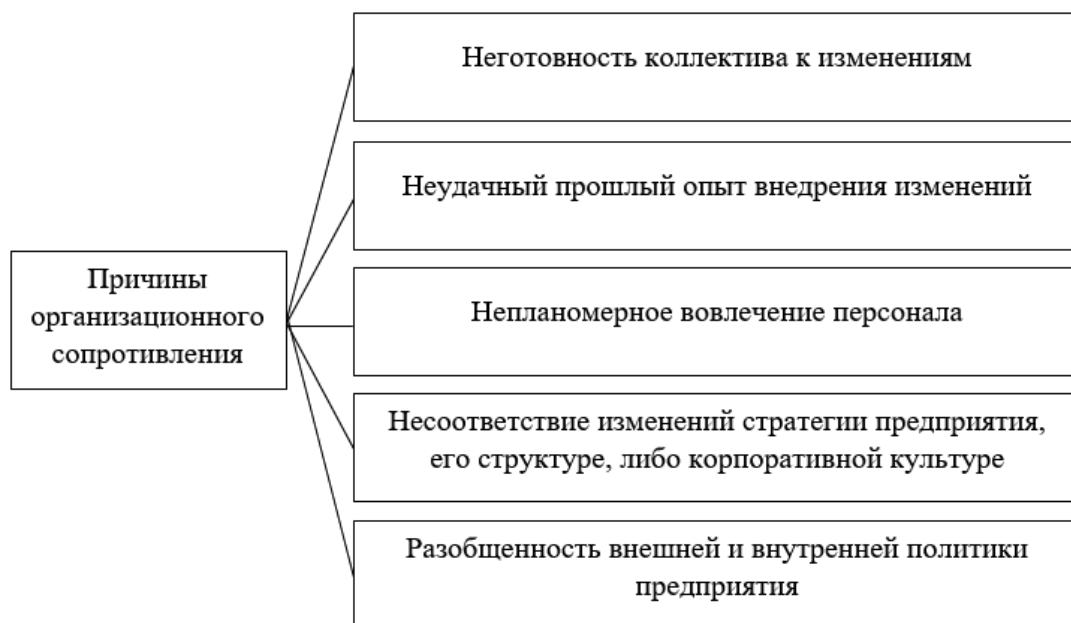 Причины
организационного
сопротивления
Неготовность коллектива к изменениям
Неудачный прошлый опыт внедрения изменений
Непланомерное вовлечение персонала
Несоответствие изменений стратегии предприятия,
его структуре, либо корпоративной культуре
Разобщенность внешней и внутренней политики
предприятия